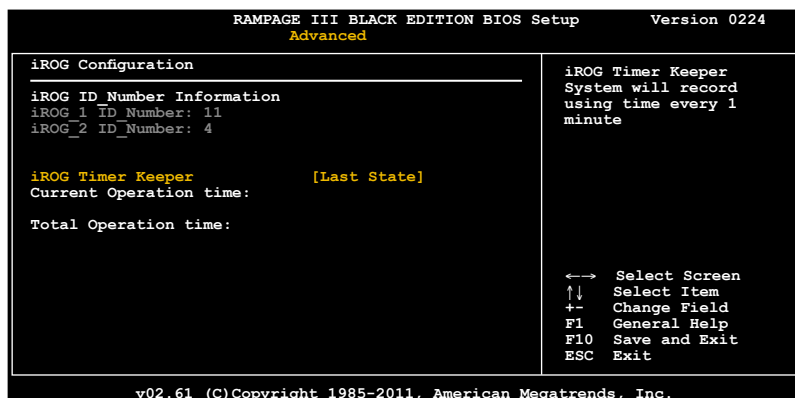 RAMPAGE III BLACK EDITION BIOS Setup Version 0224
Advanced
iROG Configuration
iROG ID_Number Information
iROG_1 ID_Number: 11
iROG_2 ID_Number: 4
iROG Timer Keeper [Last State]
Current Operation time:
Total Operation time:
iROG Timer Keeper
System will record
using time every 1
minute
←→ Select Screen
↑↓ Select Item
+- Change Field
F1 General Help
F10 Save and Exit
ESC Exit
v02.61 (C)Copyright 1985-2011, American Megatrends, Inc.